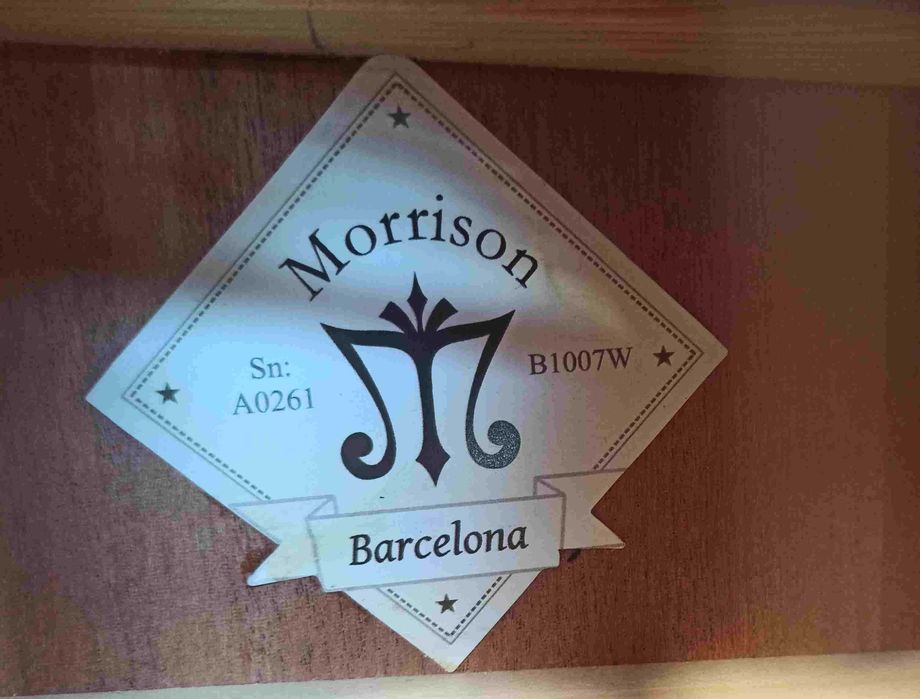 Morrison
Sn:
A0261
B1007W
Barcelona